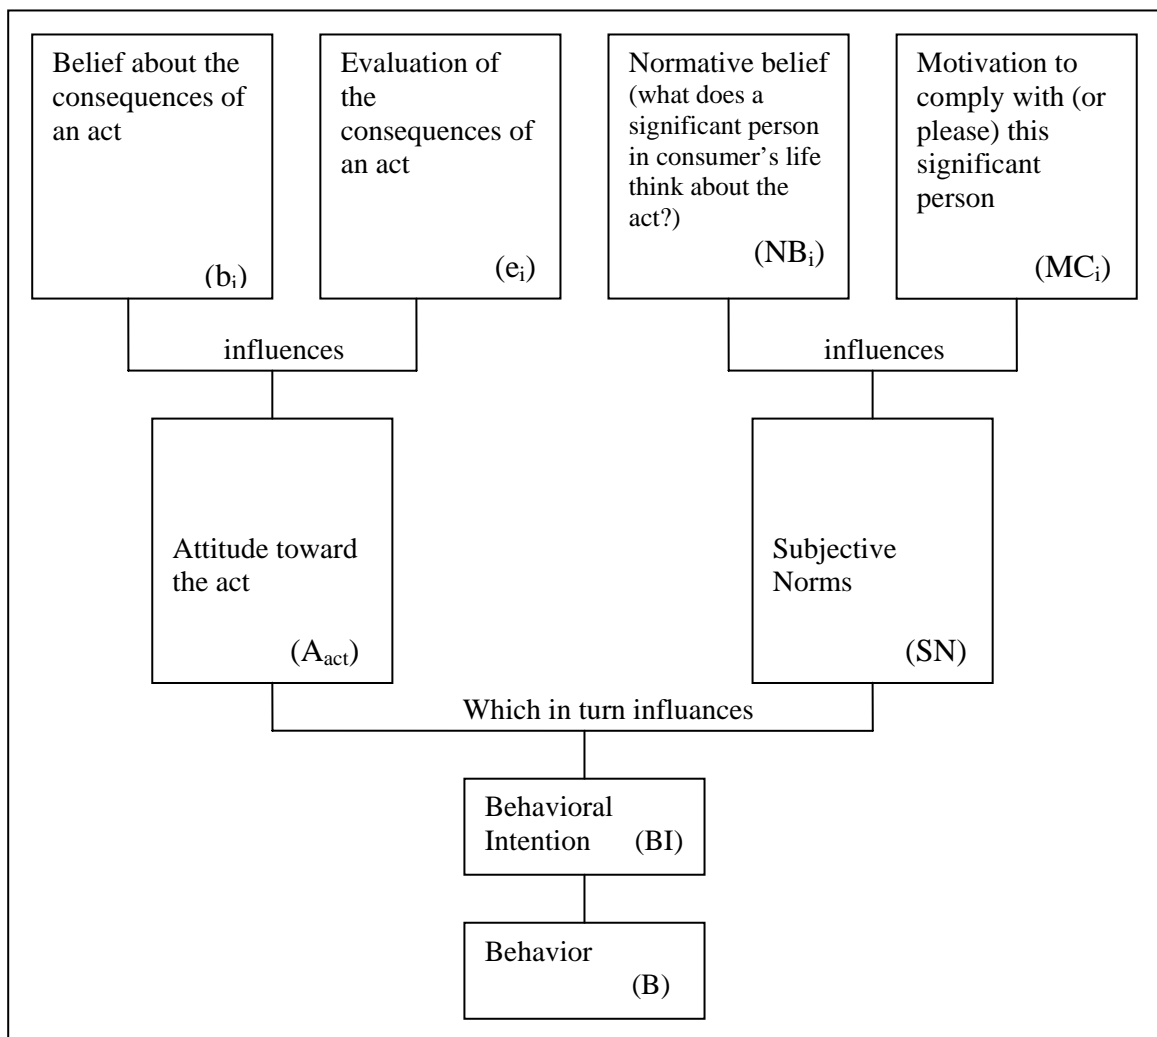 Belief about the
consequences of
an act
(bᵢ)
Evaluation of
the
consequences of
an act
(eᵢ)
Normative belief
(what does a
significant person
in consumer’s life
think about the
act?)
(NBᵢ)
Motivation to
comply with (or
please) this
significant
person
(MCᵢ)
influences
influences
Attitude toward
the act
(Aact)
Subjective
Norms
(SN)
Which in turn influances
Behavioral
Intention (BI)
Behavior
(B)